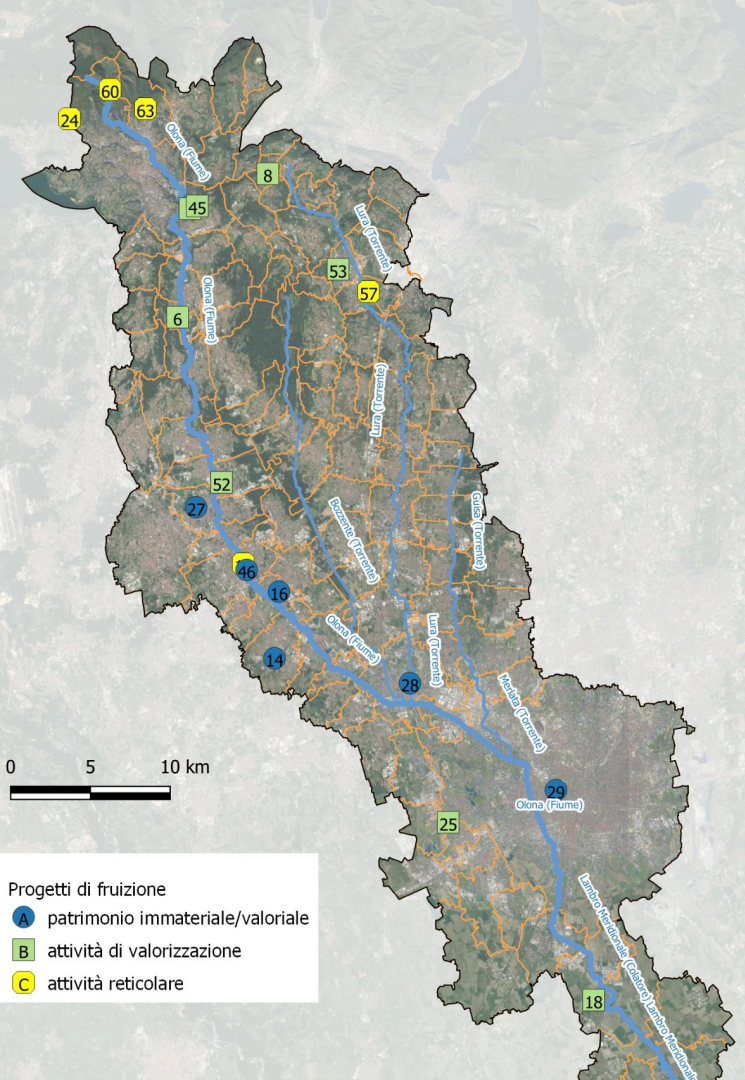 60
63
24
Olona (Fiume)
8
45
Lura (Torrente)
53
57
Olona (Fiume)
6
Lura (Torrente)
52
27
Guisa (Torrente)
Bozzente (Torrente)
46
16
Olona (Fiume)
Lura (Torrente)
14
28
Merlata (Torrente)
0 5 10 km
29
Olona (Fiume)
25
Lambro Meridionale (Colatore) Lambro Meridionale
18
Progetti di fruizione
A patrimonio immateriale/valoriale
B attività di valorizzazione
C attività reticolare